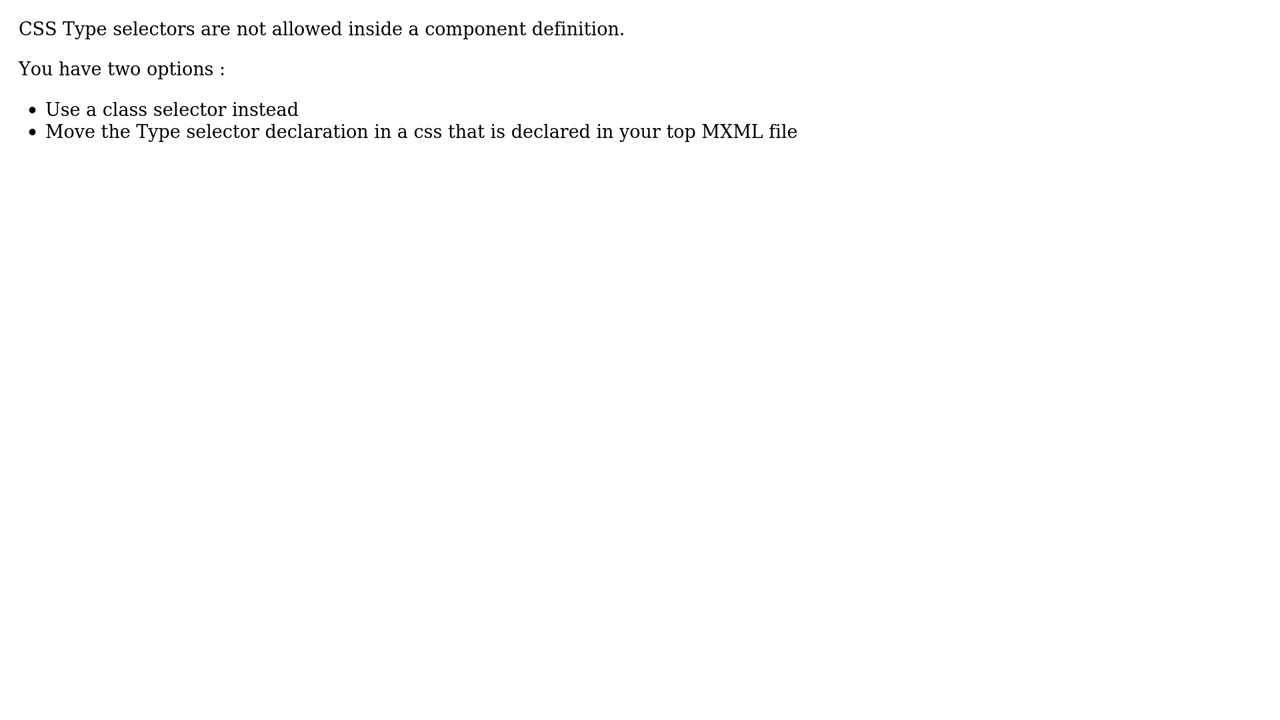 CSS Type selectors are not allowed inside a component definition.
You have two options :
Use a class selector instead
Move the Type selector declaration in a css that is declared in your top MXML file